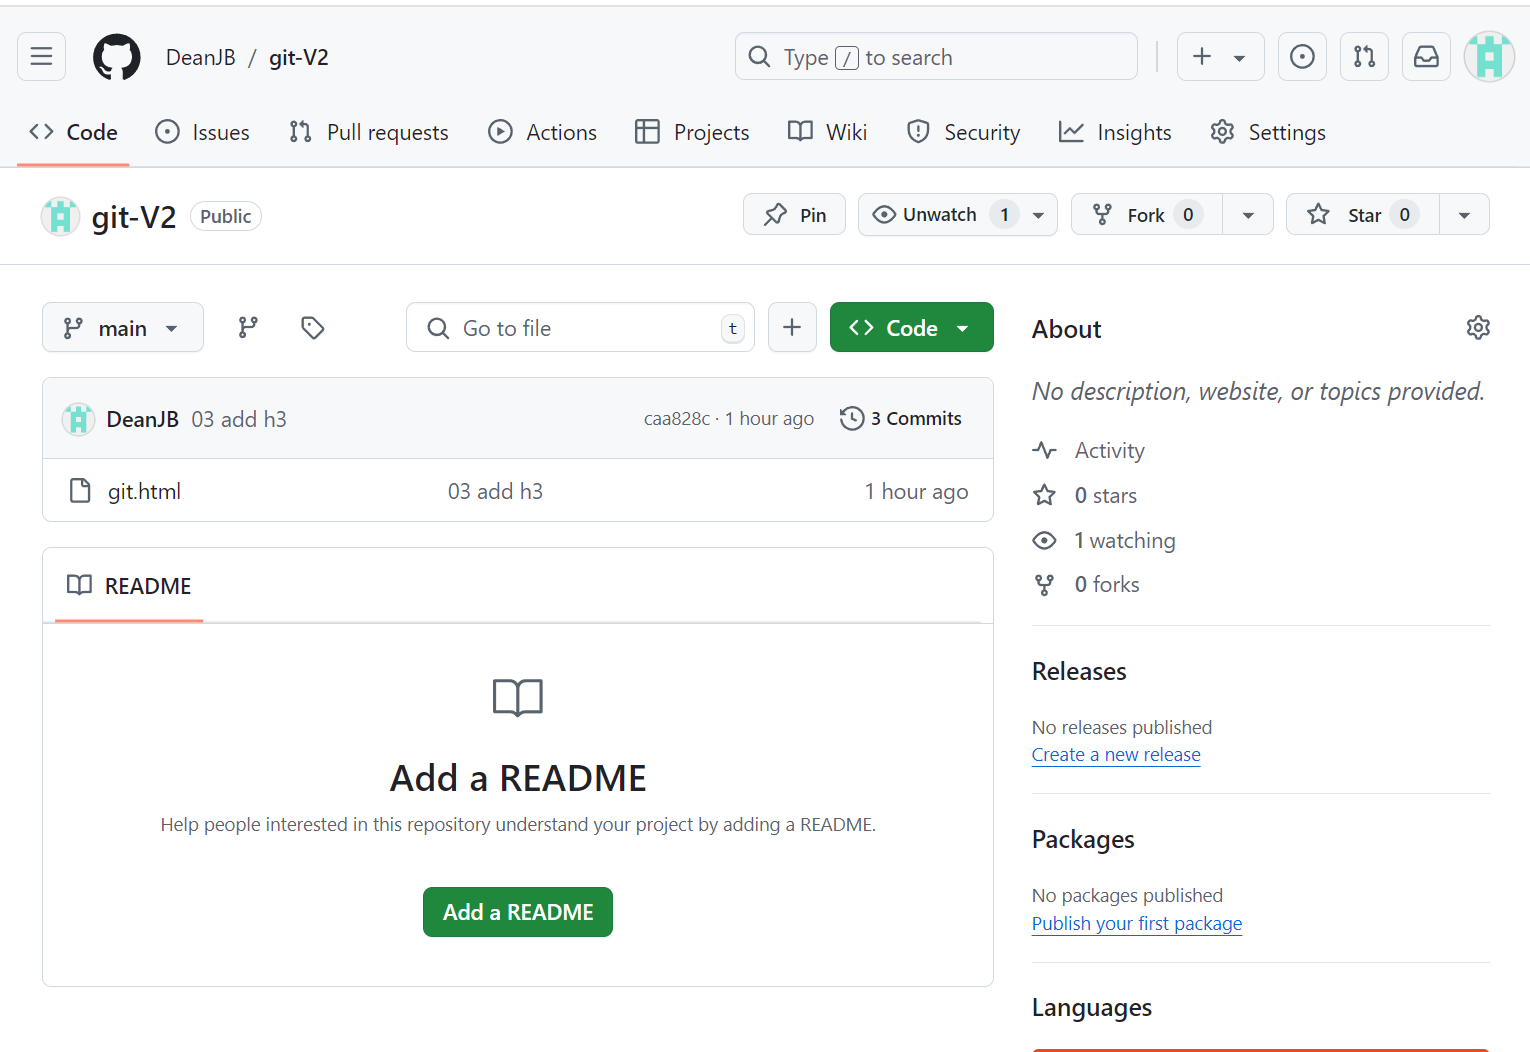 DeanJB / git-V2
Type / to search
Code Issues Pull requests Actions Projects Wiki Security Insights Settings
git-V2 Public
Pin Unwatch 1 Fork 0 Star 0
main Go to file t Code
DeanJB 03 add h3 caa828c · 1 hour ago 3 Commits
git.html 03 add h3 1 hour ago
README
Add a README
Help people interested in this repository understand your project by adding a README.
Add a README
About
No description, website, or topics provided.
Activity
0 stars
1 watching
0 forks
Releases
No releases published
Create a new release
Packages
No packages published
Publish your first package
Languages